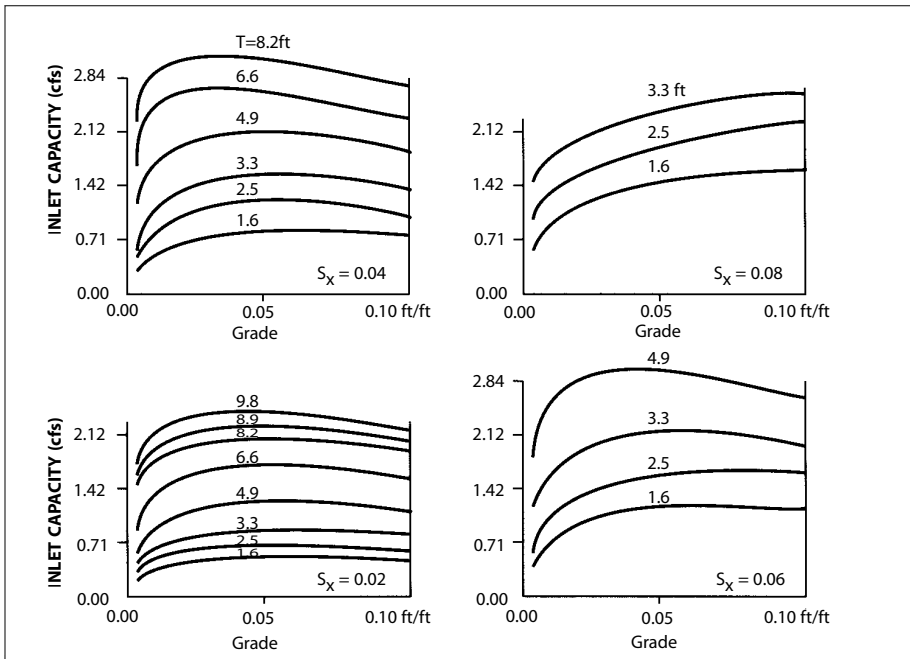 INLET CAPACITY (cfs)
2.84
2.12
1.42
0.71
0.00
T=8.2ft
6.6
4.9
3.3
2.5
1.6
S_x = 0.04
0.00
0.05
0.10 ft/ft
Grade
2.12
1.42
0.71
0.00
3.3 ft
2.5
1.6
S_x = 0.08
0.00
0.05
0.10 ft/ft
Grade
INLET CAPACITY (cfs)
2.12
1.42
0.71
0.00
9.8
8.9
8.2
6.6
4.9
3.3
2.5
1.6
S_x = 0.02
0.00
0.05
0.10 ft/ft
Grade
2.84
2.12
1.42
0.71
0.00
4.9
3.3
2.5
1.6
S_x = 0.06
0.00
0.05
0.10 ft/ft
Grade